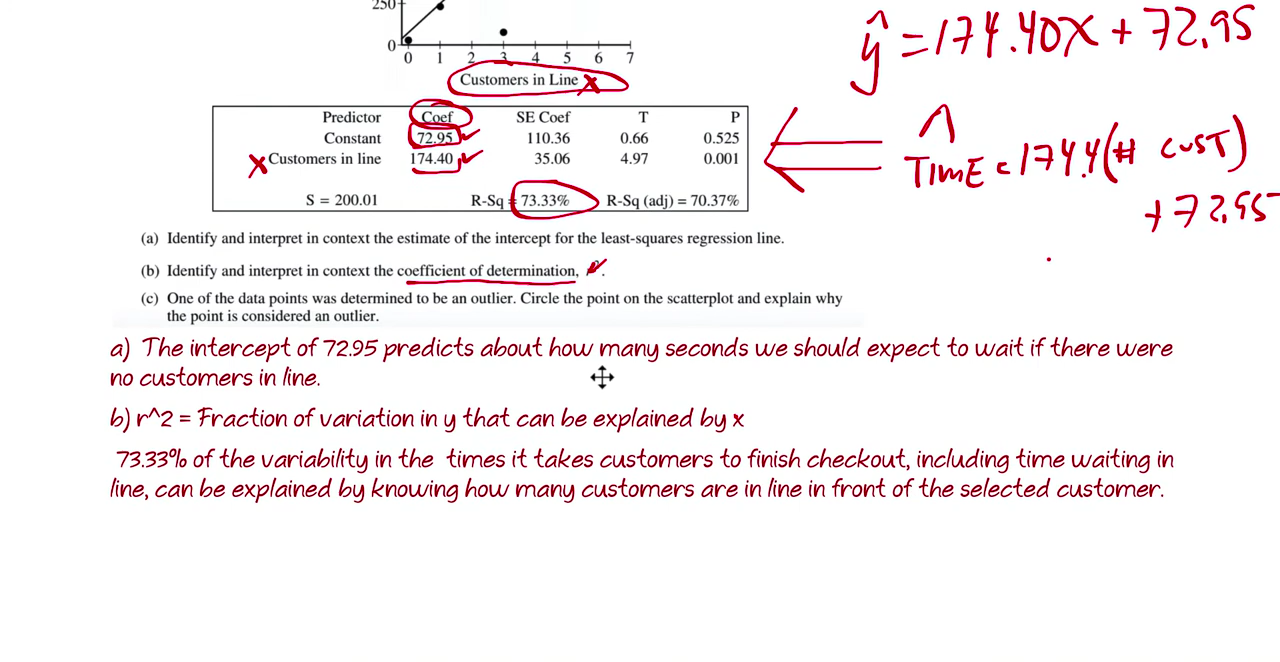 250
ŷ = 174.40x + 72.95
0
0 1 2 3 4 5 6 7
Customers in Line x
Predictor Coef SE Coef T P
Constant 72.95 110.36 0.66 0.525
x Customers in line 174.40 35.06 4.97 0.001
TIME = 174.4(# CUST)
+72.95
S = 200.01 R-Sq = 73.33% R-Sq (adj) = 70.37%
(a) Identify and interpret in context the estimate of the intercept for the least-squares regression line.
(b) Identify and interpret in context the coefficient of determination, .
(c) One of the data points was determined to be an outlier. Circle the point on the scatterplot and explain why
the point is considered an outlier.
a) The intercept of 72.95 predicts about how many seconds we should expect to wait if there were
no customers in line.
b) r^2 = Fraction of variation in y that can be explained by x
73.33% of the variability in the times it takes customers to finish checkout, including time waiting in
line, can be explained by knowing how many customers are in line in front of the selected customer.